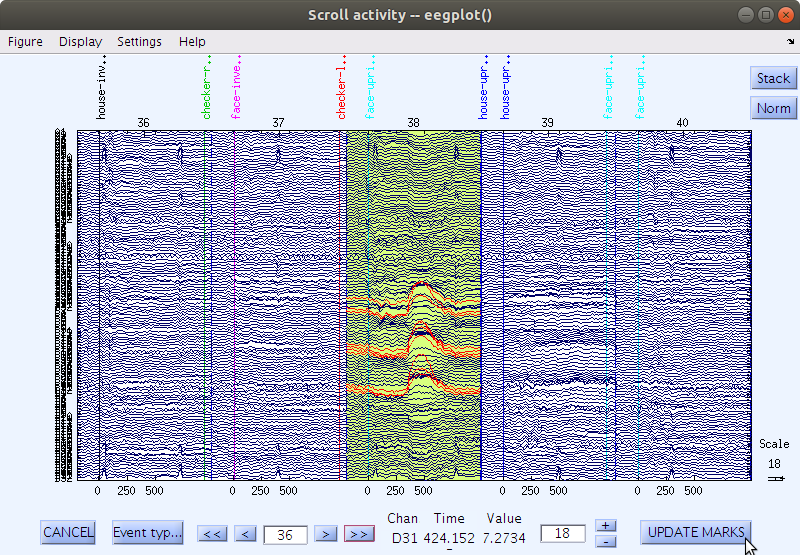 Scroll activity -- eegplot()
Figure Display Settings Help
house-inv..
checker-r..
face-inve..
checker-l..
face-upri..
house-upr..
house-upr..
face-upri..
face-upri..
Stack
Norm
36 37 38 39 40
Scale
18
0 250 500 0 250 500 0 250 500 0 250 500 0 250 500
CANCEL Event typ... << < 36 > >>
Chan Time Value
D31 424.152 7.2734
18 + - UPDATE MARKS